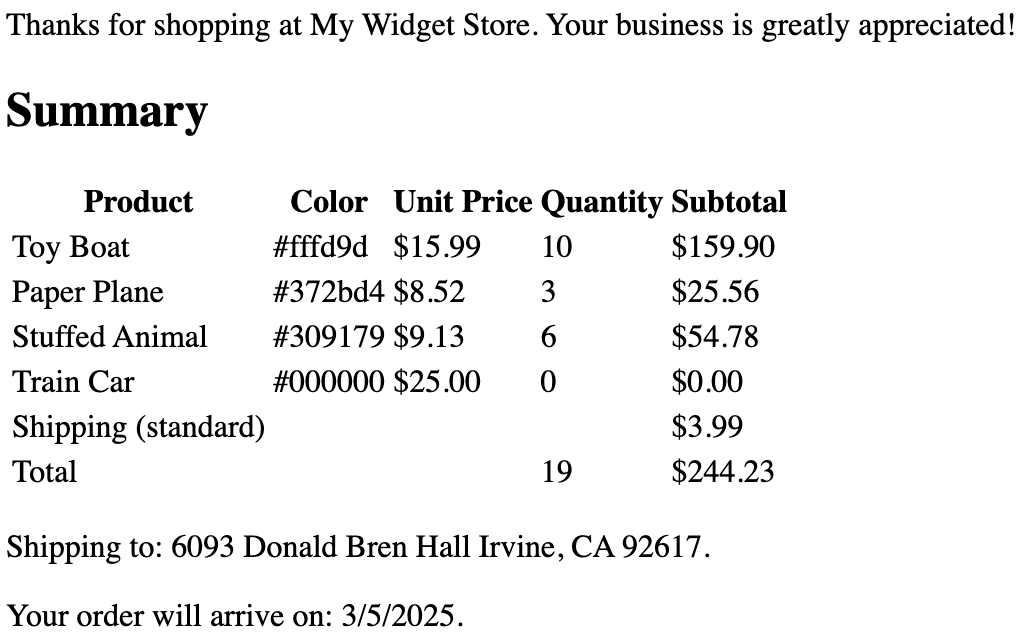 Thanks for shopping at My Widget Store. Your business is greatly appreciated!
Summary
Product Color Unit Price Quantity Subtotal
Toy Boat #fffd9d $15.99 10 $159.90
Paper Plane #372bd4 $8.52 3 $25.56
Stuffed Animal #309179 $9.13 6 $54.78
Train Car #000000 $25.00 0 $0.00
Shipping (standard) $3.99
Total 19 $244.23
Shipping to: 6093 Donald Bren Hall Irvine, CA 92617.
Your order will arrive on: 3/5/2025.